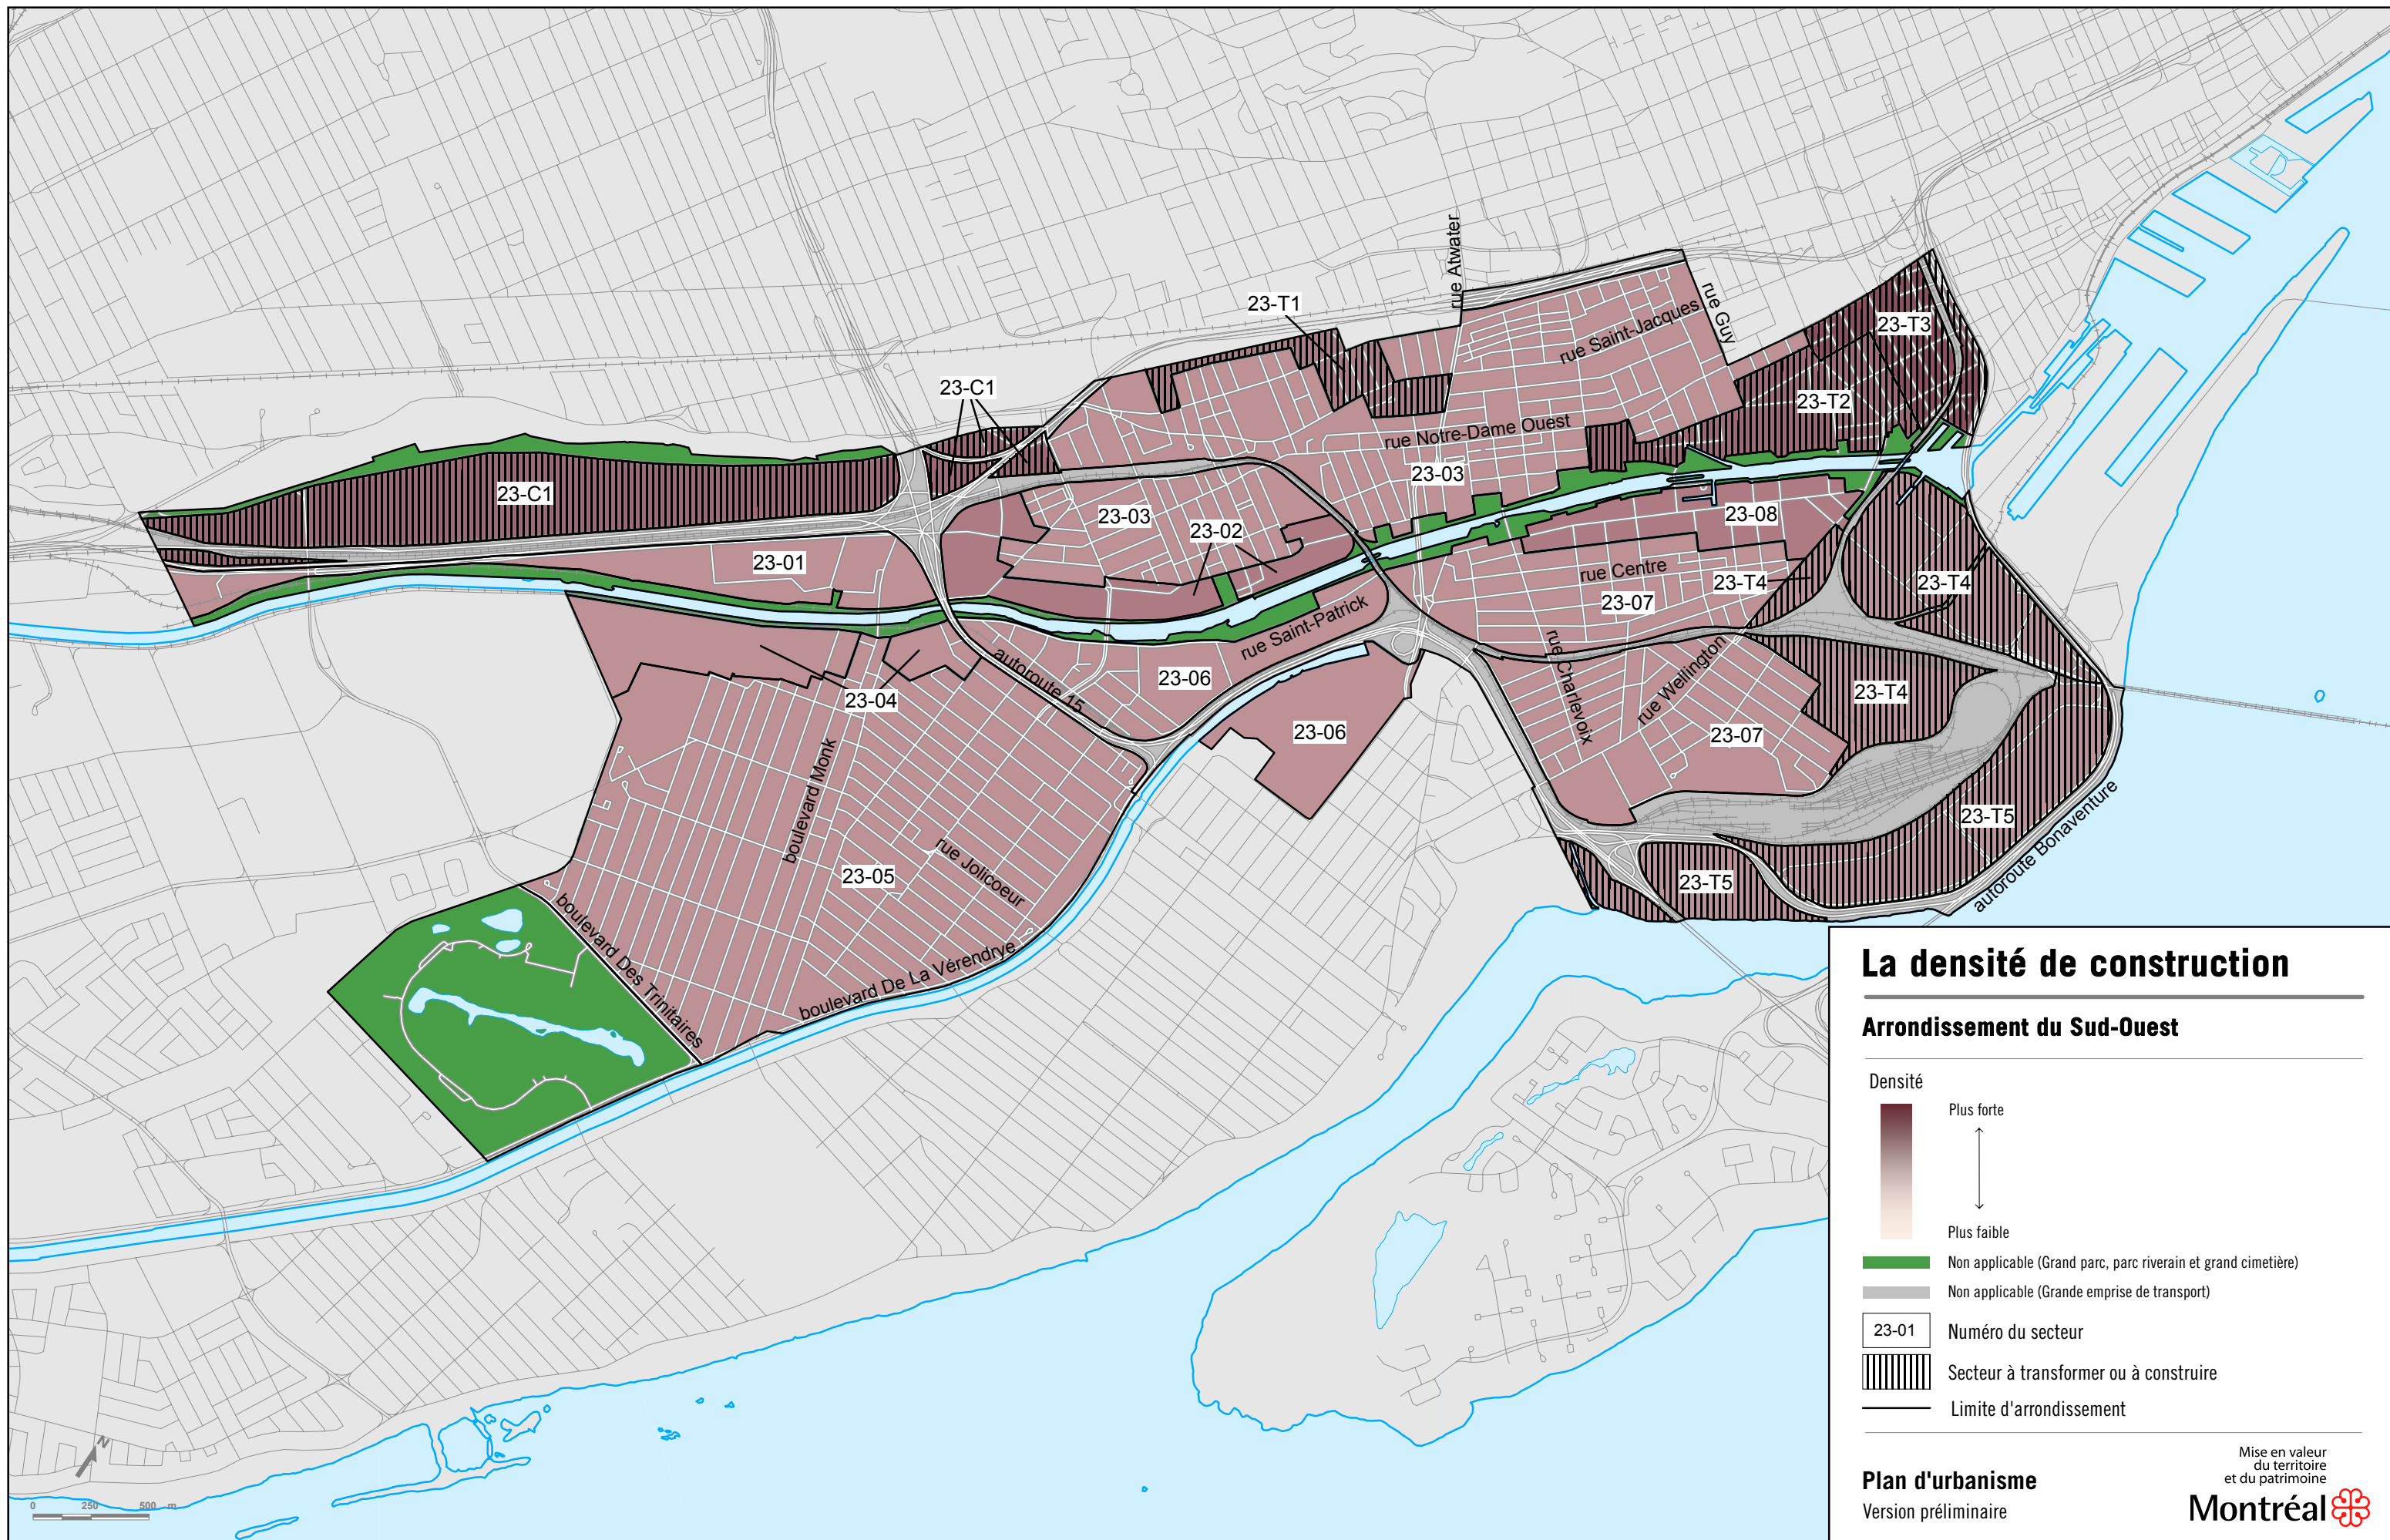 rue Atwater
23-T1
rue Guy
rue Saint-Jacques
23-T3
23-C1
23-T2
rue Notre-Dame Ouest
23-03
23-C1
23-03
23-08
23-02
23-01
rue Centre
23-T4
23-T4
23-07
rue Saint-Patrick
rue Charlevoix
rue Wellington
autoroute 15
23-06
23-04
23-T4
23-06
23-07
boulevard Monk
23-T5
autoroute Bonaventure
23-05
rue Jolicoeur
23-T5
boulevard Des Trinitaires
boulevard De La Vérendrye
N
0 250 500 m
La densité de construction
Arrondissement du Sud-Ouest
Densité
Plus forte
Plus faible
Non applicable (Grand parc, parc riverain et grand cimetière)
Non applicable (Grande emprise de transport)
23-01 Numéro du secteur
Secteur à transformer ou à construire
Limite d'arrondissement
Plan d'urbanisme
Version préliminaire
Mise en valeur
du territoire
et du patrimoine
Montréal